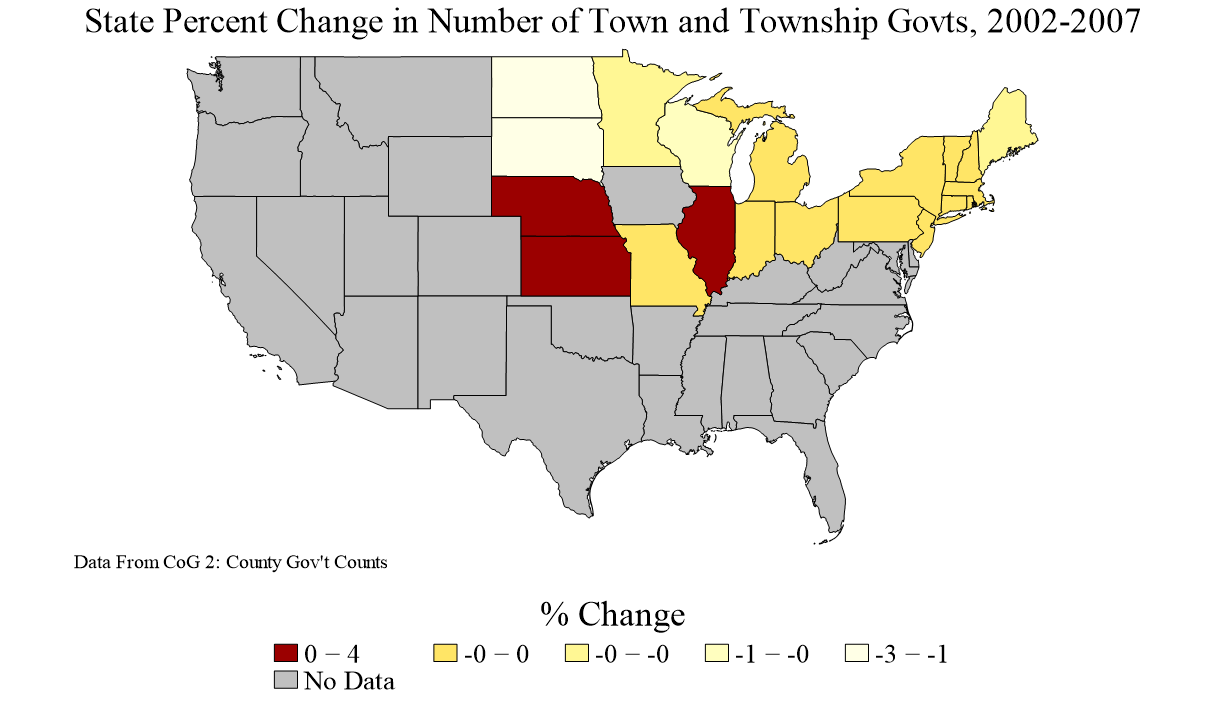 State Percent Change in Number of Town and Township Govts, 2002-2007
Data From CoG 2: County Gov't Counts
% Change
0 − 4 -0 − 0 -0 − -0 -1 − -0 -3 − -1
No Data